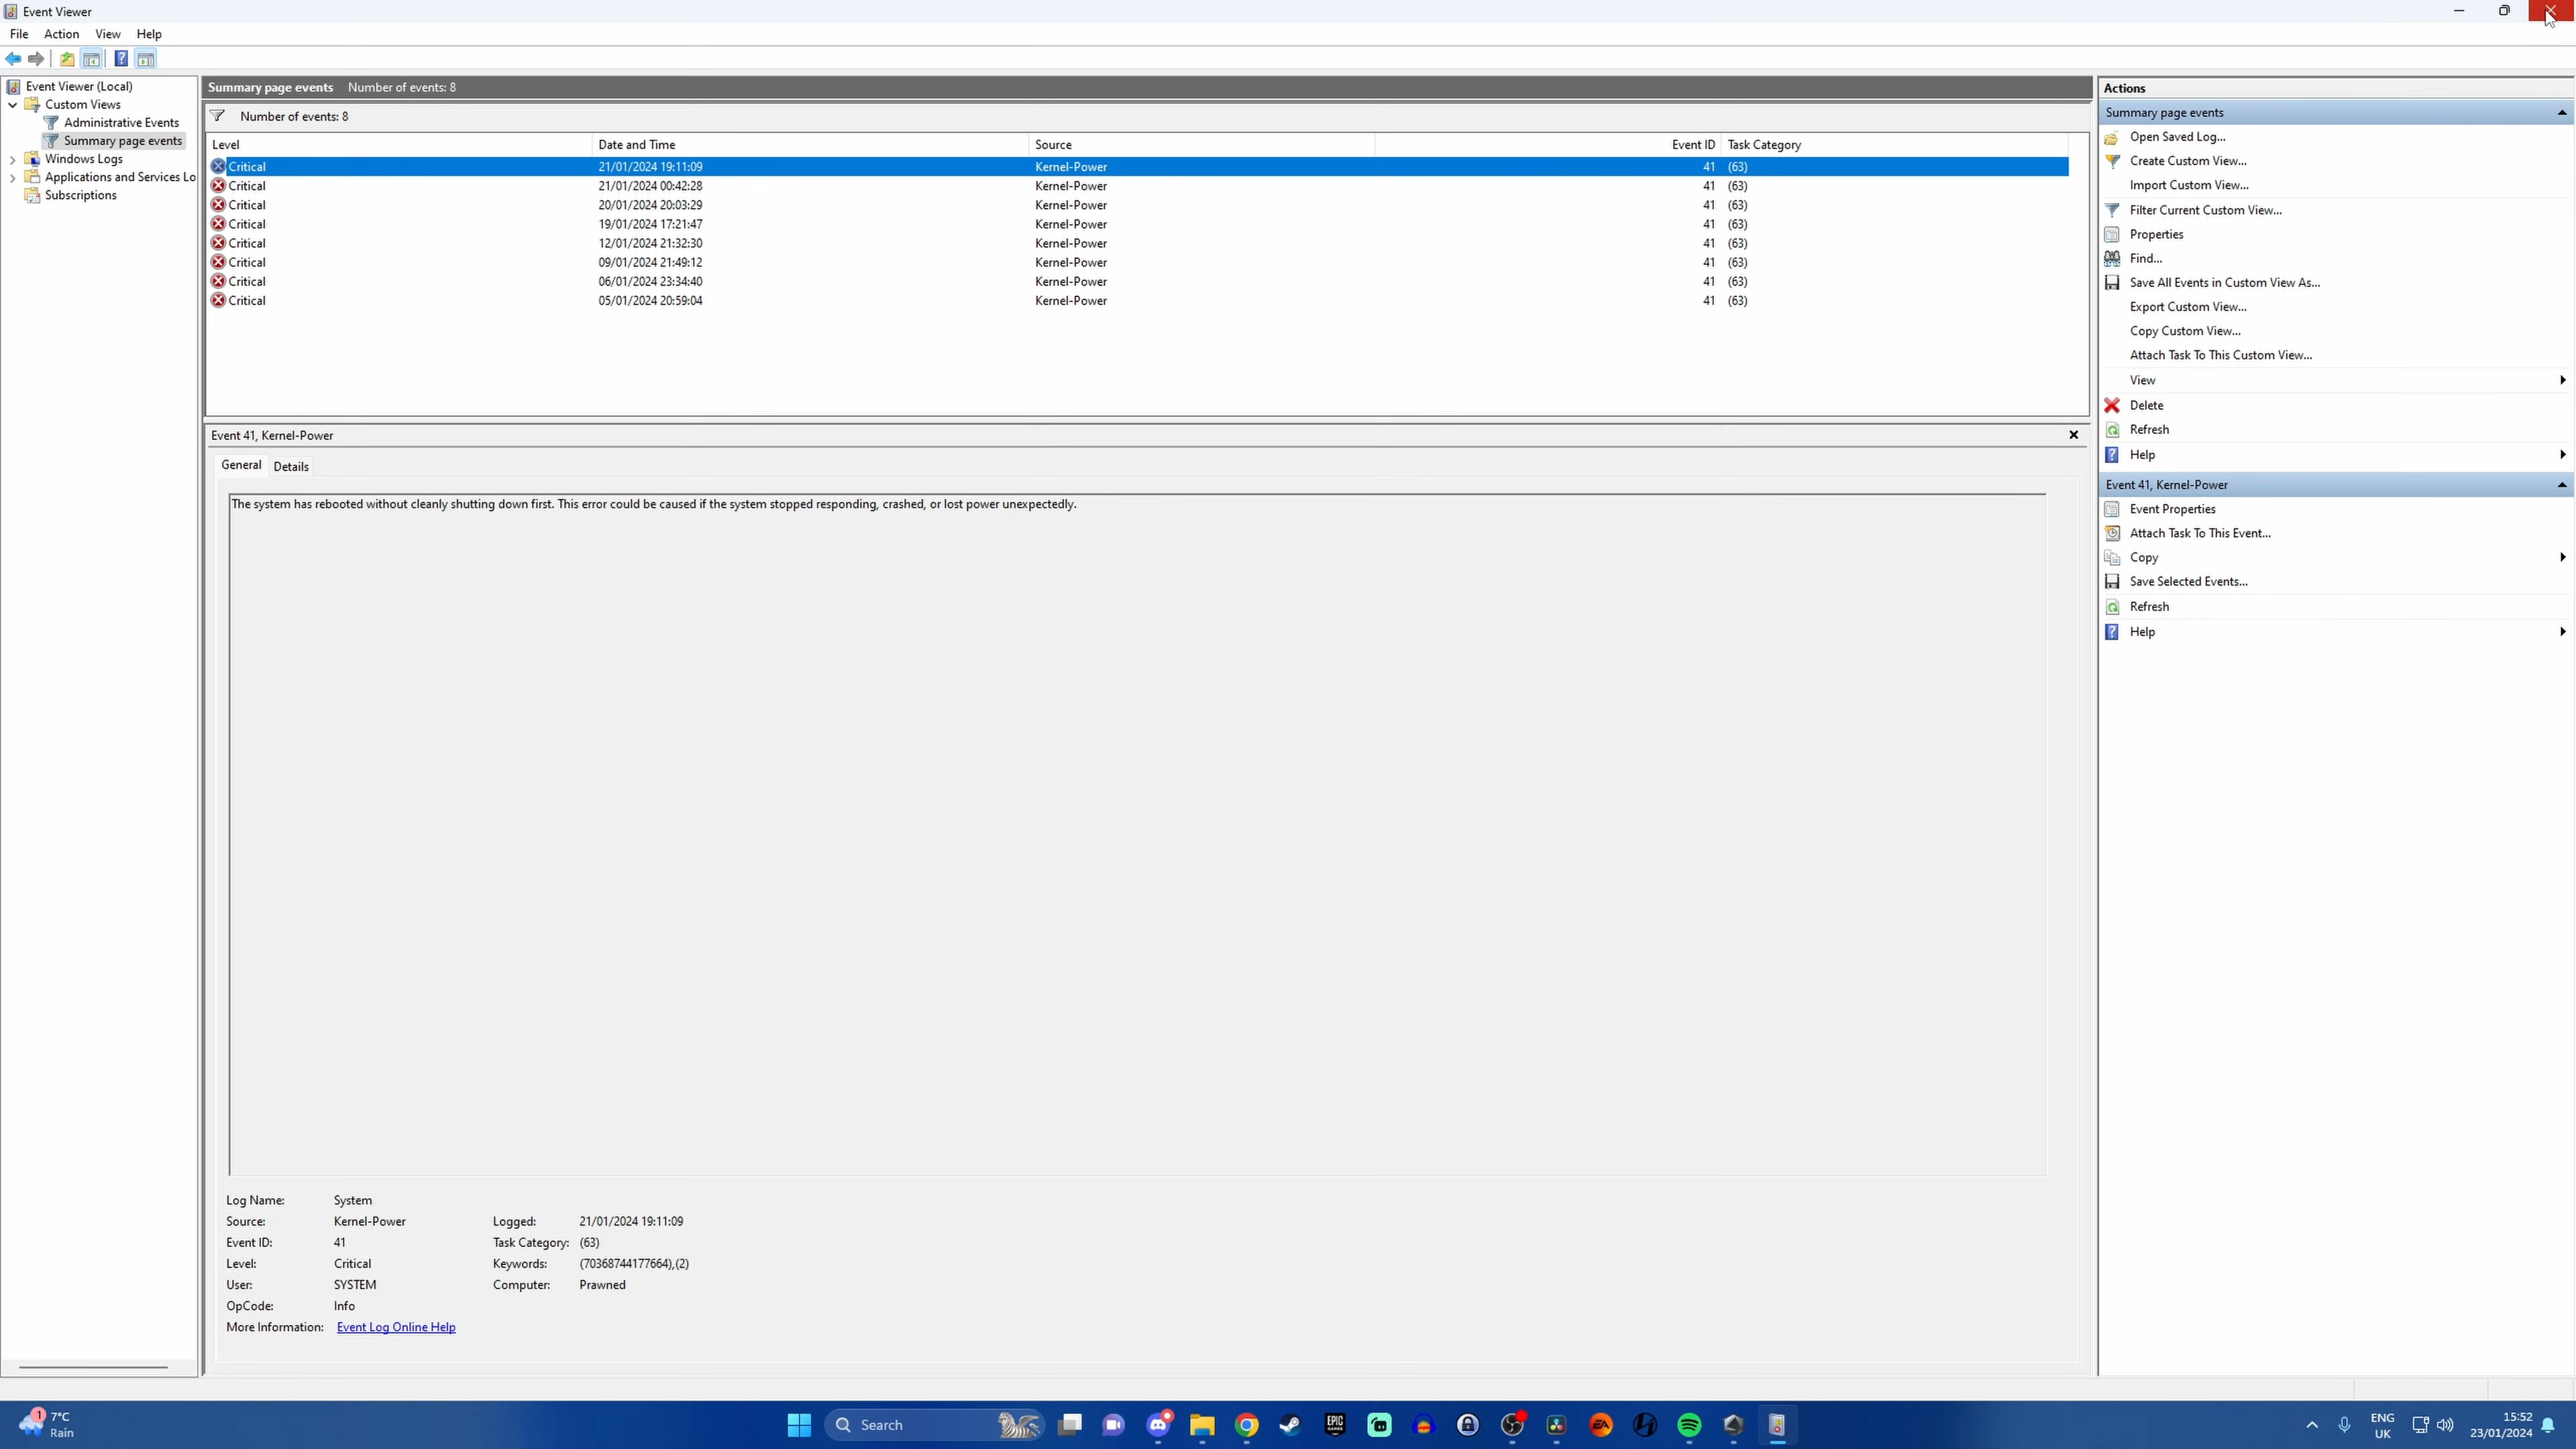 Event Viewer
File Action View Help
Event Viewer (Local)
Custom Views
Administrative Events
Summary page events
Windows Logs
Applications and Services Lo
Subscriptions
Summary page events Number of events: 8
Number of events: 8
Level Date and Time Source Event ID Task Category
Critical 21/01/2024 19:11:09 Kernel-Power 41 (63)
Critical 21/01/2024 00:42:28 Kernel-Power 41 (63)
Critical 20/01/2024 20:03:29 Kernel-Power 41 (63)
Critical 19/01/2024 17:21:47 Kernel-Power 41 (63)
Critical 12/01/2024 21:32:30 Kernel-Power 41 (63)
Critical 09/01/2024 21:49:12 Kernel-Power 41 (63)
Critical 06/01/2024 23:34:40 Kernel-Power 41 (63)
Critical 05/01/2024 20:59:04 Kernel-Power 41 (63)
Event 41, Kernel-Power
General Details
The system has rebooted without cleanly shutting down first. This error could be caused if the system stopped responding, crashed, or lost power unexpectedly.
Log Name: System
Source: Kernel-Power Logged: 21/01/2024 19:11:09
Event ID: 41 Task Category: (63)
Level: Critical Keywords: (70368744177664),(2)
User: SYSTEM Computer: Prawned
OpCode: Info
More Information: Event Log Online Help
Actions
Summary page events
Open Saved Log...
Create Custom View...
Import Custom View...
Filter Current Custom View...
Properties
Find...
Save All Events in Custom View As...
Export Custom View...
Copy Custom View...
Attach Task To This Custom View...
View
Delete
Refresh
Help
Event 41, Kernel-Power
Event Properties
Attach Task To This Event...
Copy
Save Selected Events...
Refresh
Help
1
7°C
Rain
Search
EPIC
GAMES
EA
ENG
UK
15:52
23/01/2024